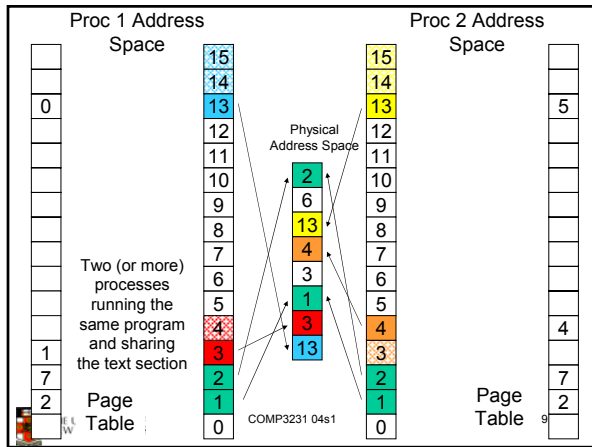 Proc 1 Address
Space
Proc 2 Address
Space
15
14
13
12
11
10
9
8
7
6
5
4
3
2
1
0
0
1
7
2
Page
Table
Two (or more)
processes
running the
same program
and sharing
the text section
Physical
Address Space
2
6
13
4
3
1
3
13
15
14
13
12
11
10
9
8
7
6
5
4
3
2
1
0
5
4
7
2
Page
Table
COMP3231 04s1
9